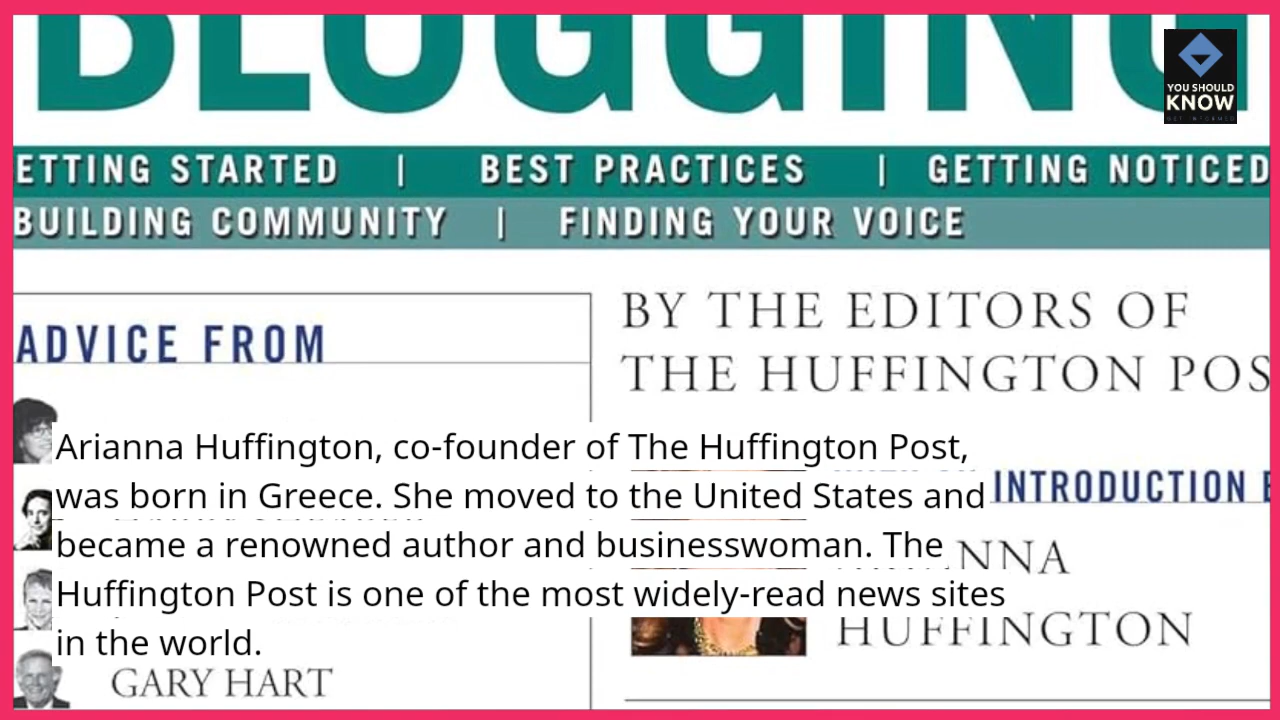 BLOGGING
YOU SHOULD
KNOW
GET INFORMED
ETTING STARTED | BEST PRACTICES | GETTING NOTICED
BUILDING COMMUNITY | FINDING YOUR VOICE
ADVICE FROM
BY THE EDITORS OF
THE HUFFINGTON POS
Arianna Huffington, co-founder of The Huffington Post,
was born in Greece. She moved to the United States and
became a renowned author and businesswoman. The
Huffington Post is one of the most widely-read news sites
in the world.
INTRODUCTION
NNA
HUFFINGTON
GARY HART